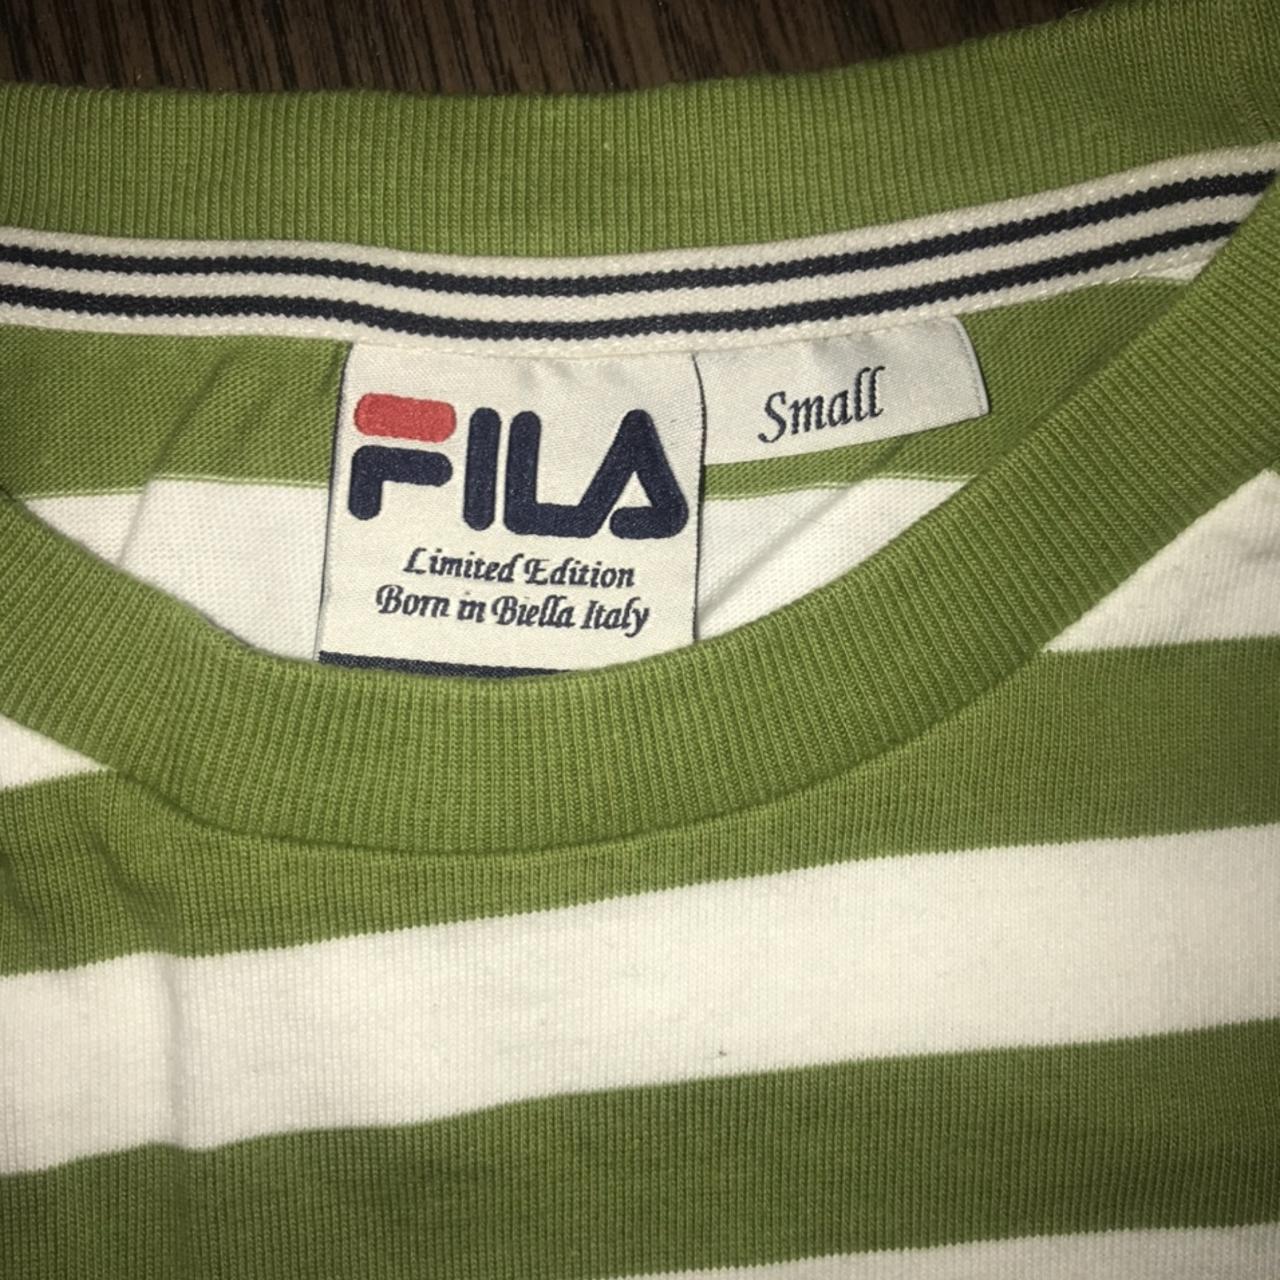 FILA
Limited Edition
Born in Biella Italy
Small